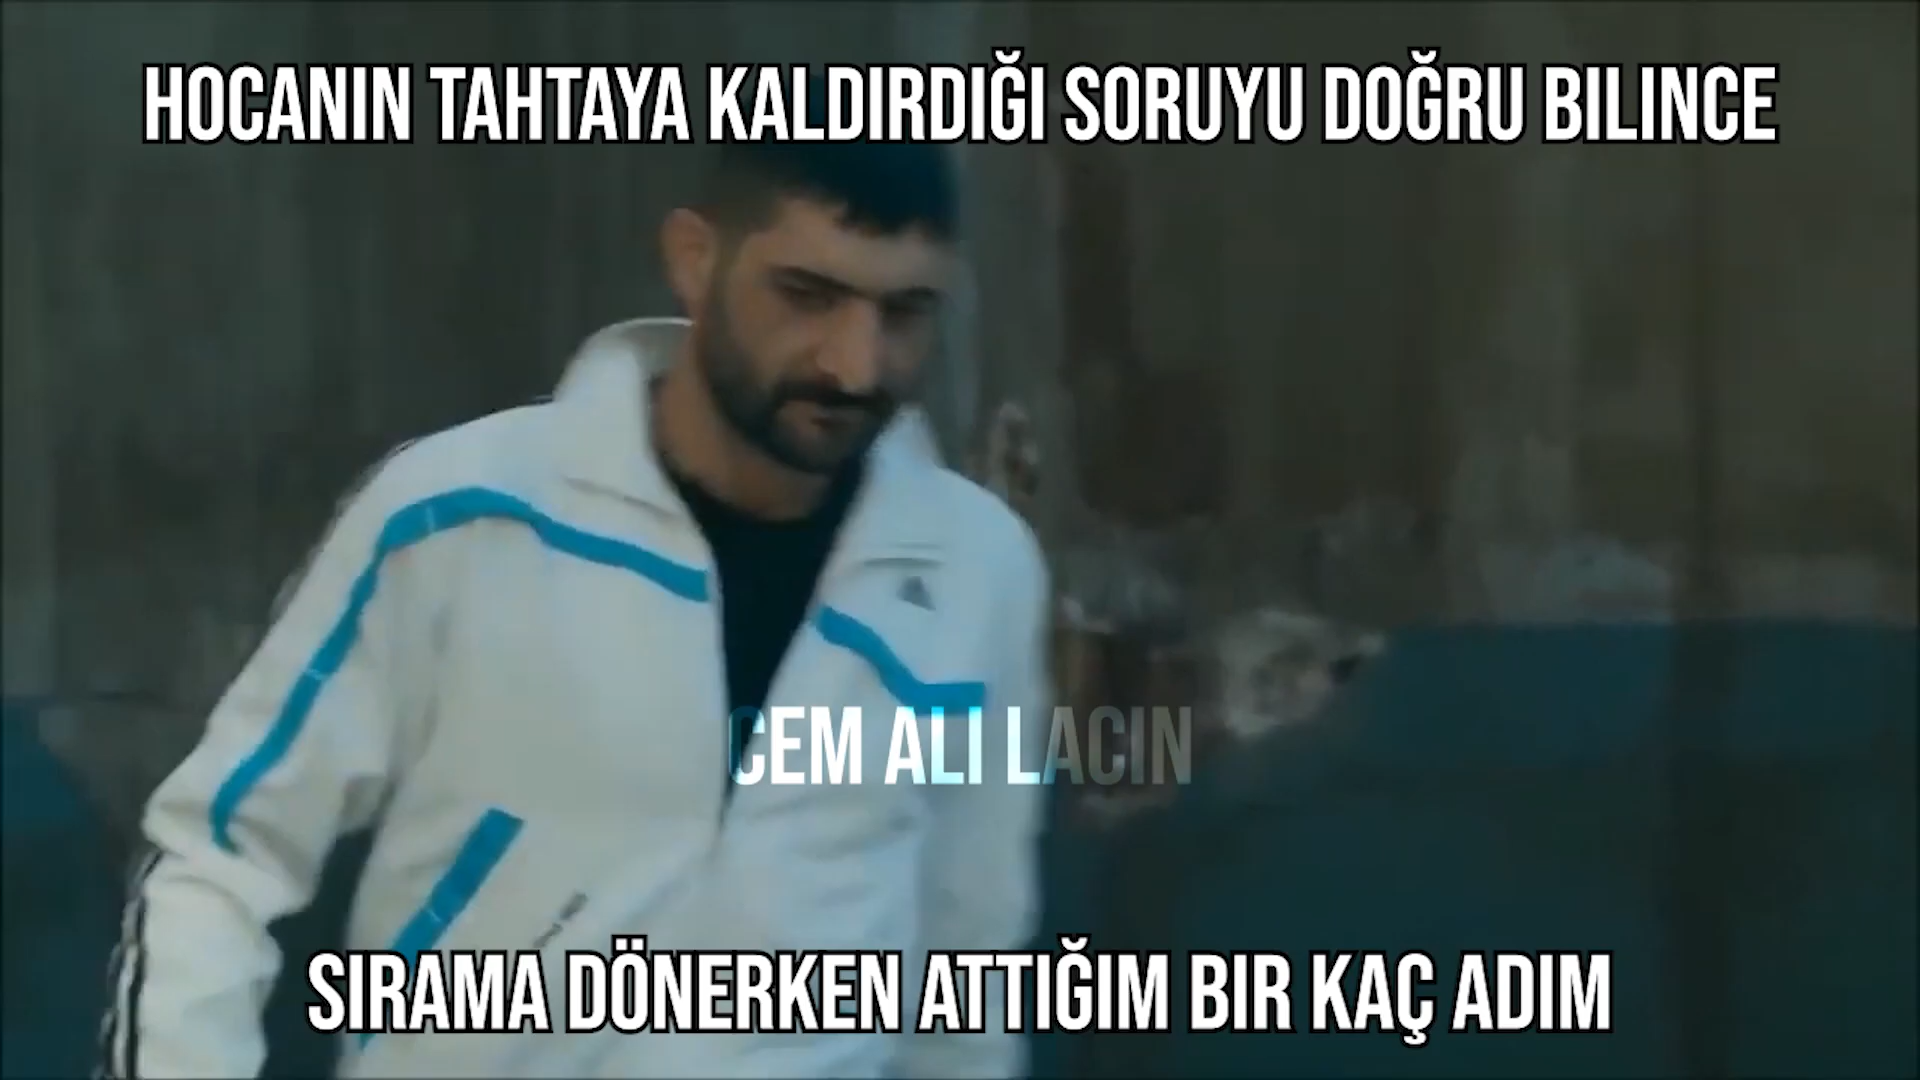 HOCANIN TAHTAYA KALDIRDIĞI SORUYU DOĞRU BILINCE
CEM ALI LACIN
SIRAMA DÖNERKEN ATTIĞIM BIR KAÇ ADIM